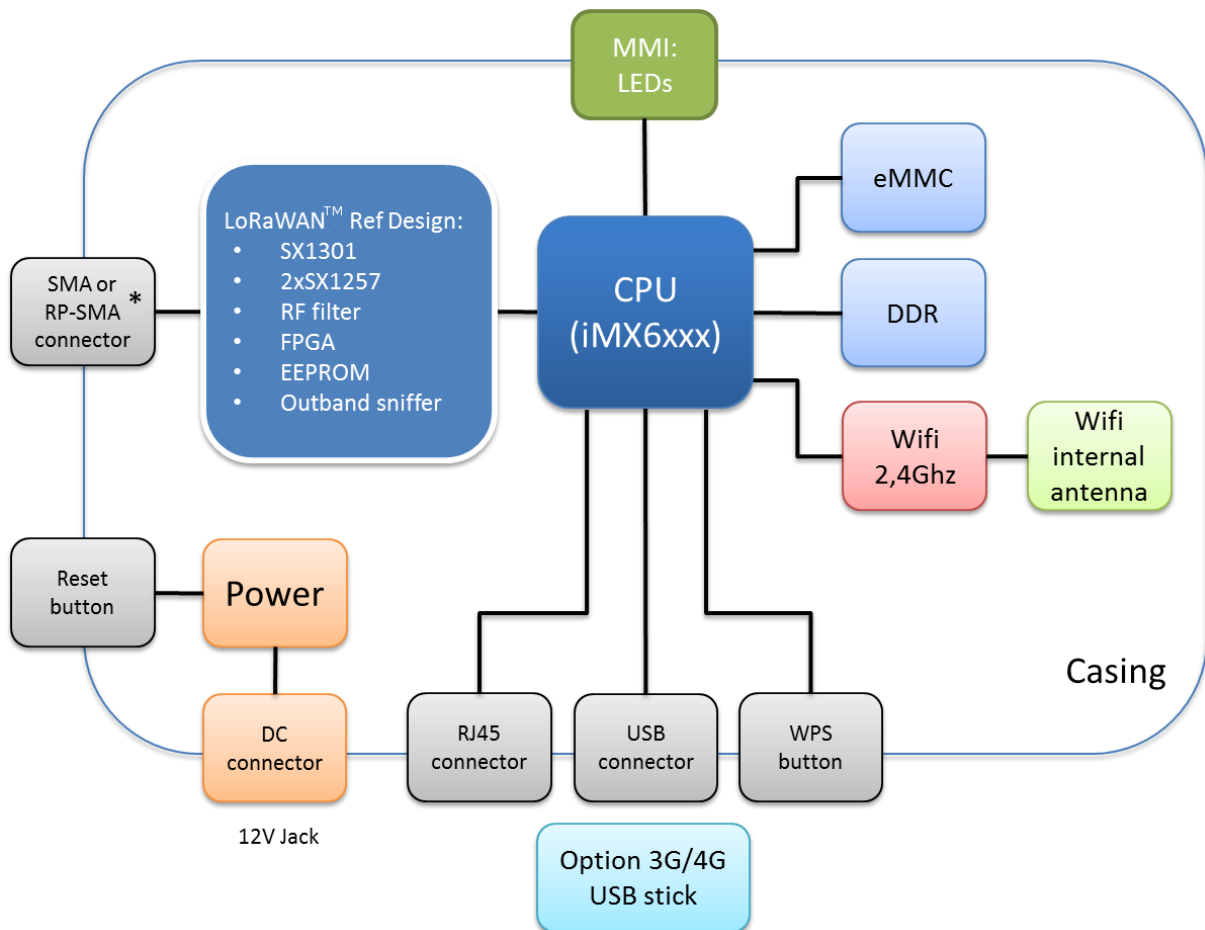 MMI:
LEDs
eMMC
LoRaWAN™ Ref Design:
• SX1301
• 2xSX1257
• RF filter
• FPGA
• EEPROM
• Outband sniffer
SMA or
RP-SMA *
connector
CPU
(iMX6xxx)
DDR
Wifi
2,4Ghz
Wifi
internal
antenna
Reset
button
Power
Casing
DC
connector
RJ45
connector
USB
connector
WPS
button
12V Jack
Option 3G/4G
USB stick